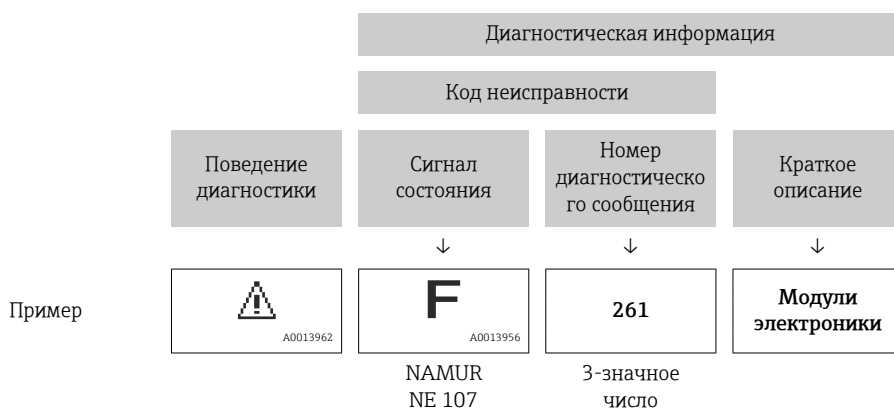 Диагностическая информация
Код неисправности
Поведение
диагностики
Сигнал
состояния
Номер
диагностическо
го сообщения
Краткое
описание
↓
↓
↓
Пример
A0013962
F
A0013956
261
Модули
электроники
NAMUR
NE 107
3-значное
число